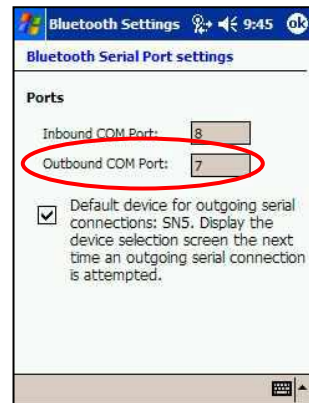 Bluetooth Settings 9:45 ok
Bluetooth Serial Port settings
Ports
Inbound COM Port: 8
Outbound COM Port: 7
Default device for outgoing serial
connections: SN5. Display the
device selection screen the next
time an outgoing serial connection
is attempted.